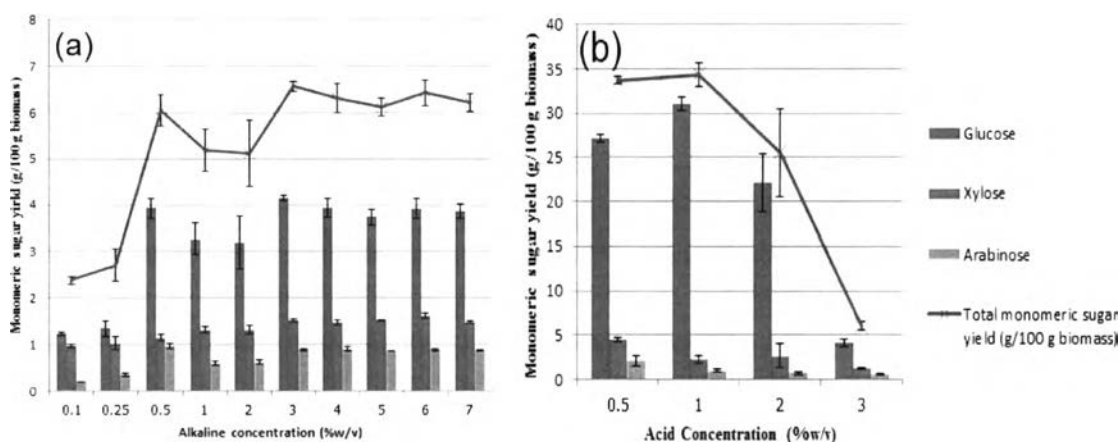 (a)
Monomeric sugar yirld (g/100g biomass)
8
7
6
5
4
3
2
1
0
0.1 0.25 0.5 1 2 3 4 5 6 7
Alkaline concentration (%w/v)
(b)
Monomeric sugar yield (g/100 g biomass)
40
35
30
25
20
15
10
5
0
0.5 1 2 3
Acid Concentration (%w/v)
Glucose
Xylose
Arabinose
Total monomeric sugar
yield (g/100 g biomass)